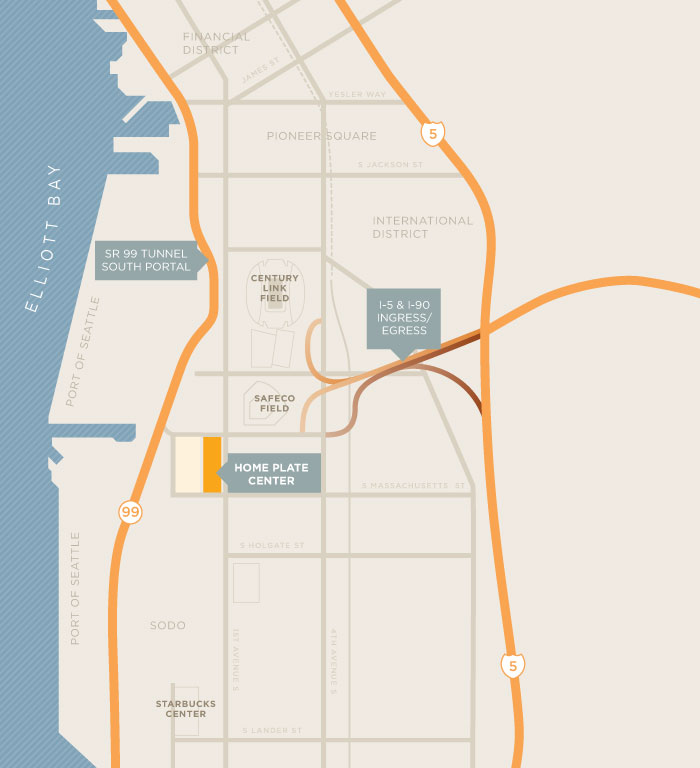 FINANCIAL
DISTRICT
JAMES ST
YESLER WAY
PIONEER SQUARE
5
S JACKSON ST
ELLIOTT BAY
INTERNATIONAL
DISTRICT
SR 99 TUNNEL
SOUTH PORTAL
CENTURY
LINK
FIELD
I-5 & I-90
INGRESS/
EGRESS
PORT OF SEATTLE
SAFECO
FIELD
HOME PLATE
CENTER
S MASSACHUSETTS ST
99
S HOLGATE ST
PORT OF SEATTLE
SODO
1ST AVENUE S
4TH AVENUE S
5
STARBUCKS
CENTER
S LANDER ST